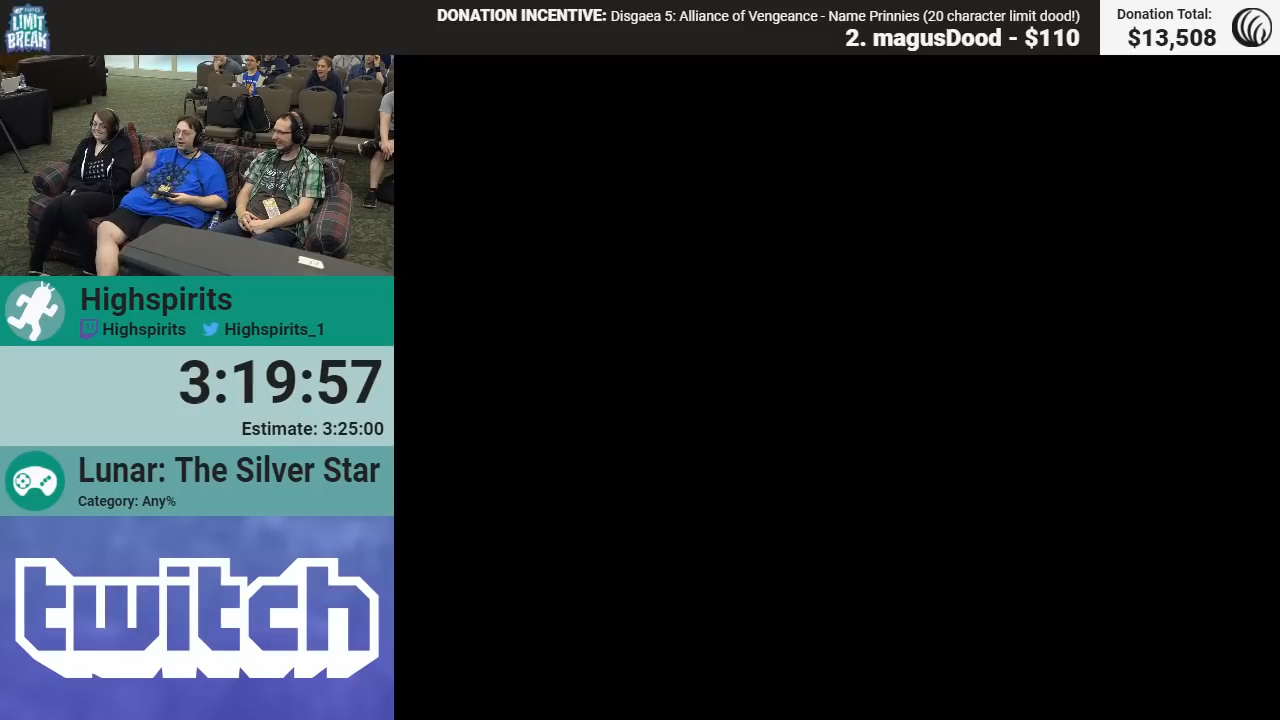 RPG
LIMIT
BREAK
DONATION INCENTIVE: Disgaea 5: Alliance of Vengeance - Name Prinnies (20 character limit dood!)
2. magusDood - $110
Donation Total:
$13,508
Highspirits
Highspirits Highspirits_1
3:19:57
Estimate: 3:25:00
Lunar: The Silver Star
Category: Any%
twitch